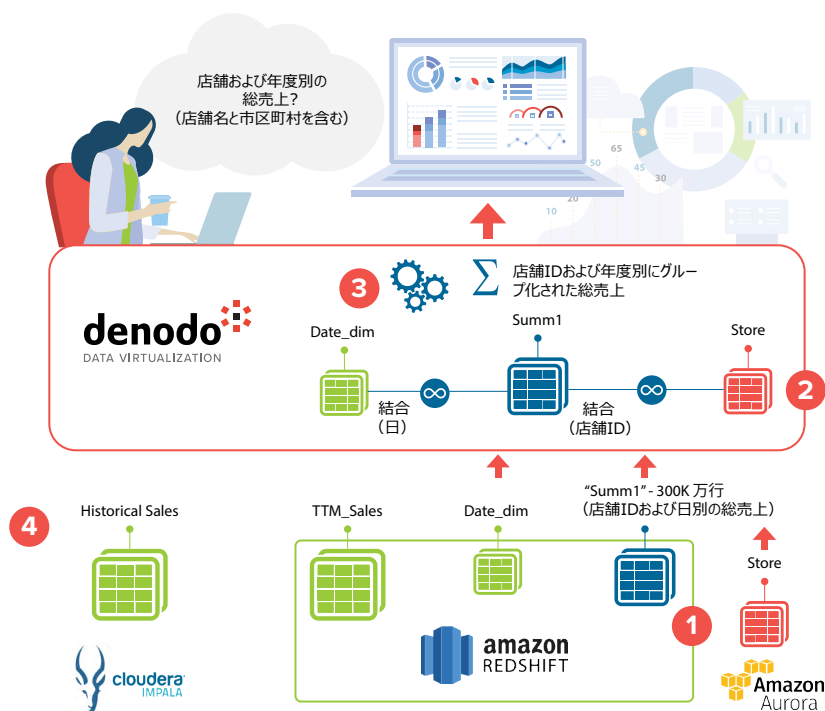 店舗および年度別の
総売上?
（店舗名と市区町村を含む）
65
50
45
30
20
10
3
Σ
店舗IDおよび年度別にグルー
プ化された総売上
denodo
DATA VIRTUALIZATION
Date_dim
Summ1
Store
結合
（日）
結合
（店舗ID）
2
4
Historical Sales
TTM_Sales
Date_dim
“Summ1” - 300K 万行
（店舗IDおよび日別の総売上）
Store
1
cloudera
IMPALA
amazon
REDSHIFT
Amazon
Aurora